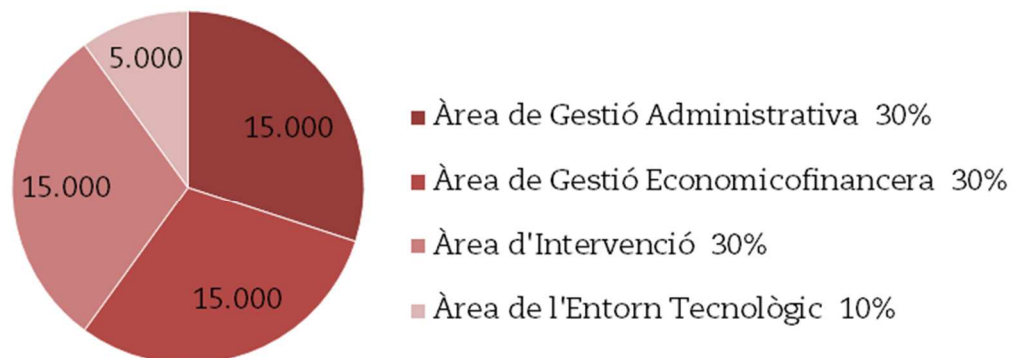 5.000
15.000
15.000
15.000
Àrea de Gestió Administrativa 30%
Àrea de Gestió Economicofinancera 30%
Àrea d'Intervenció 30%
Àrea de l'Entorn Tecnològic 10%